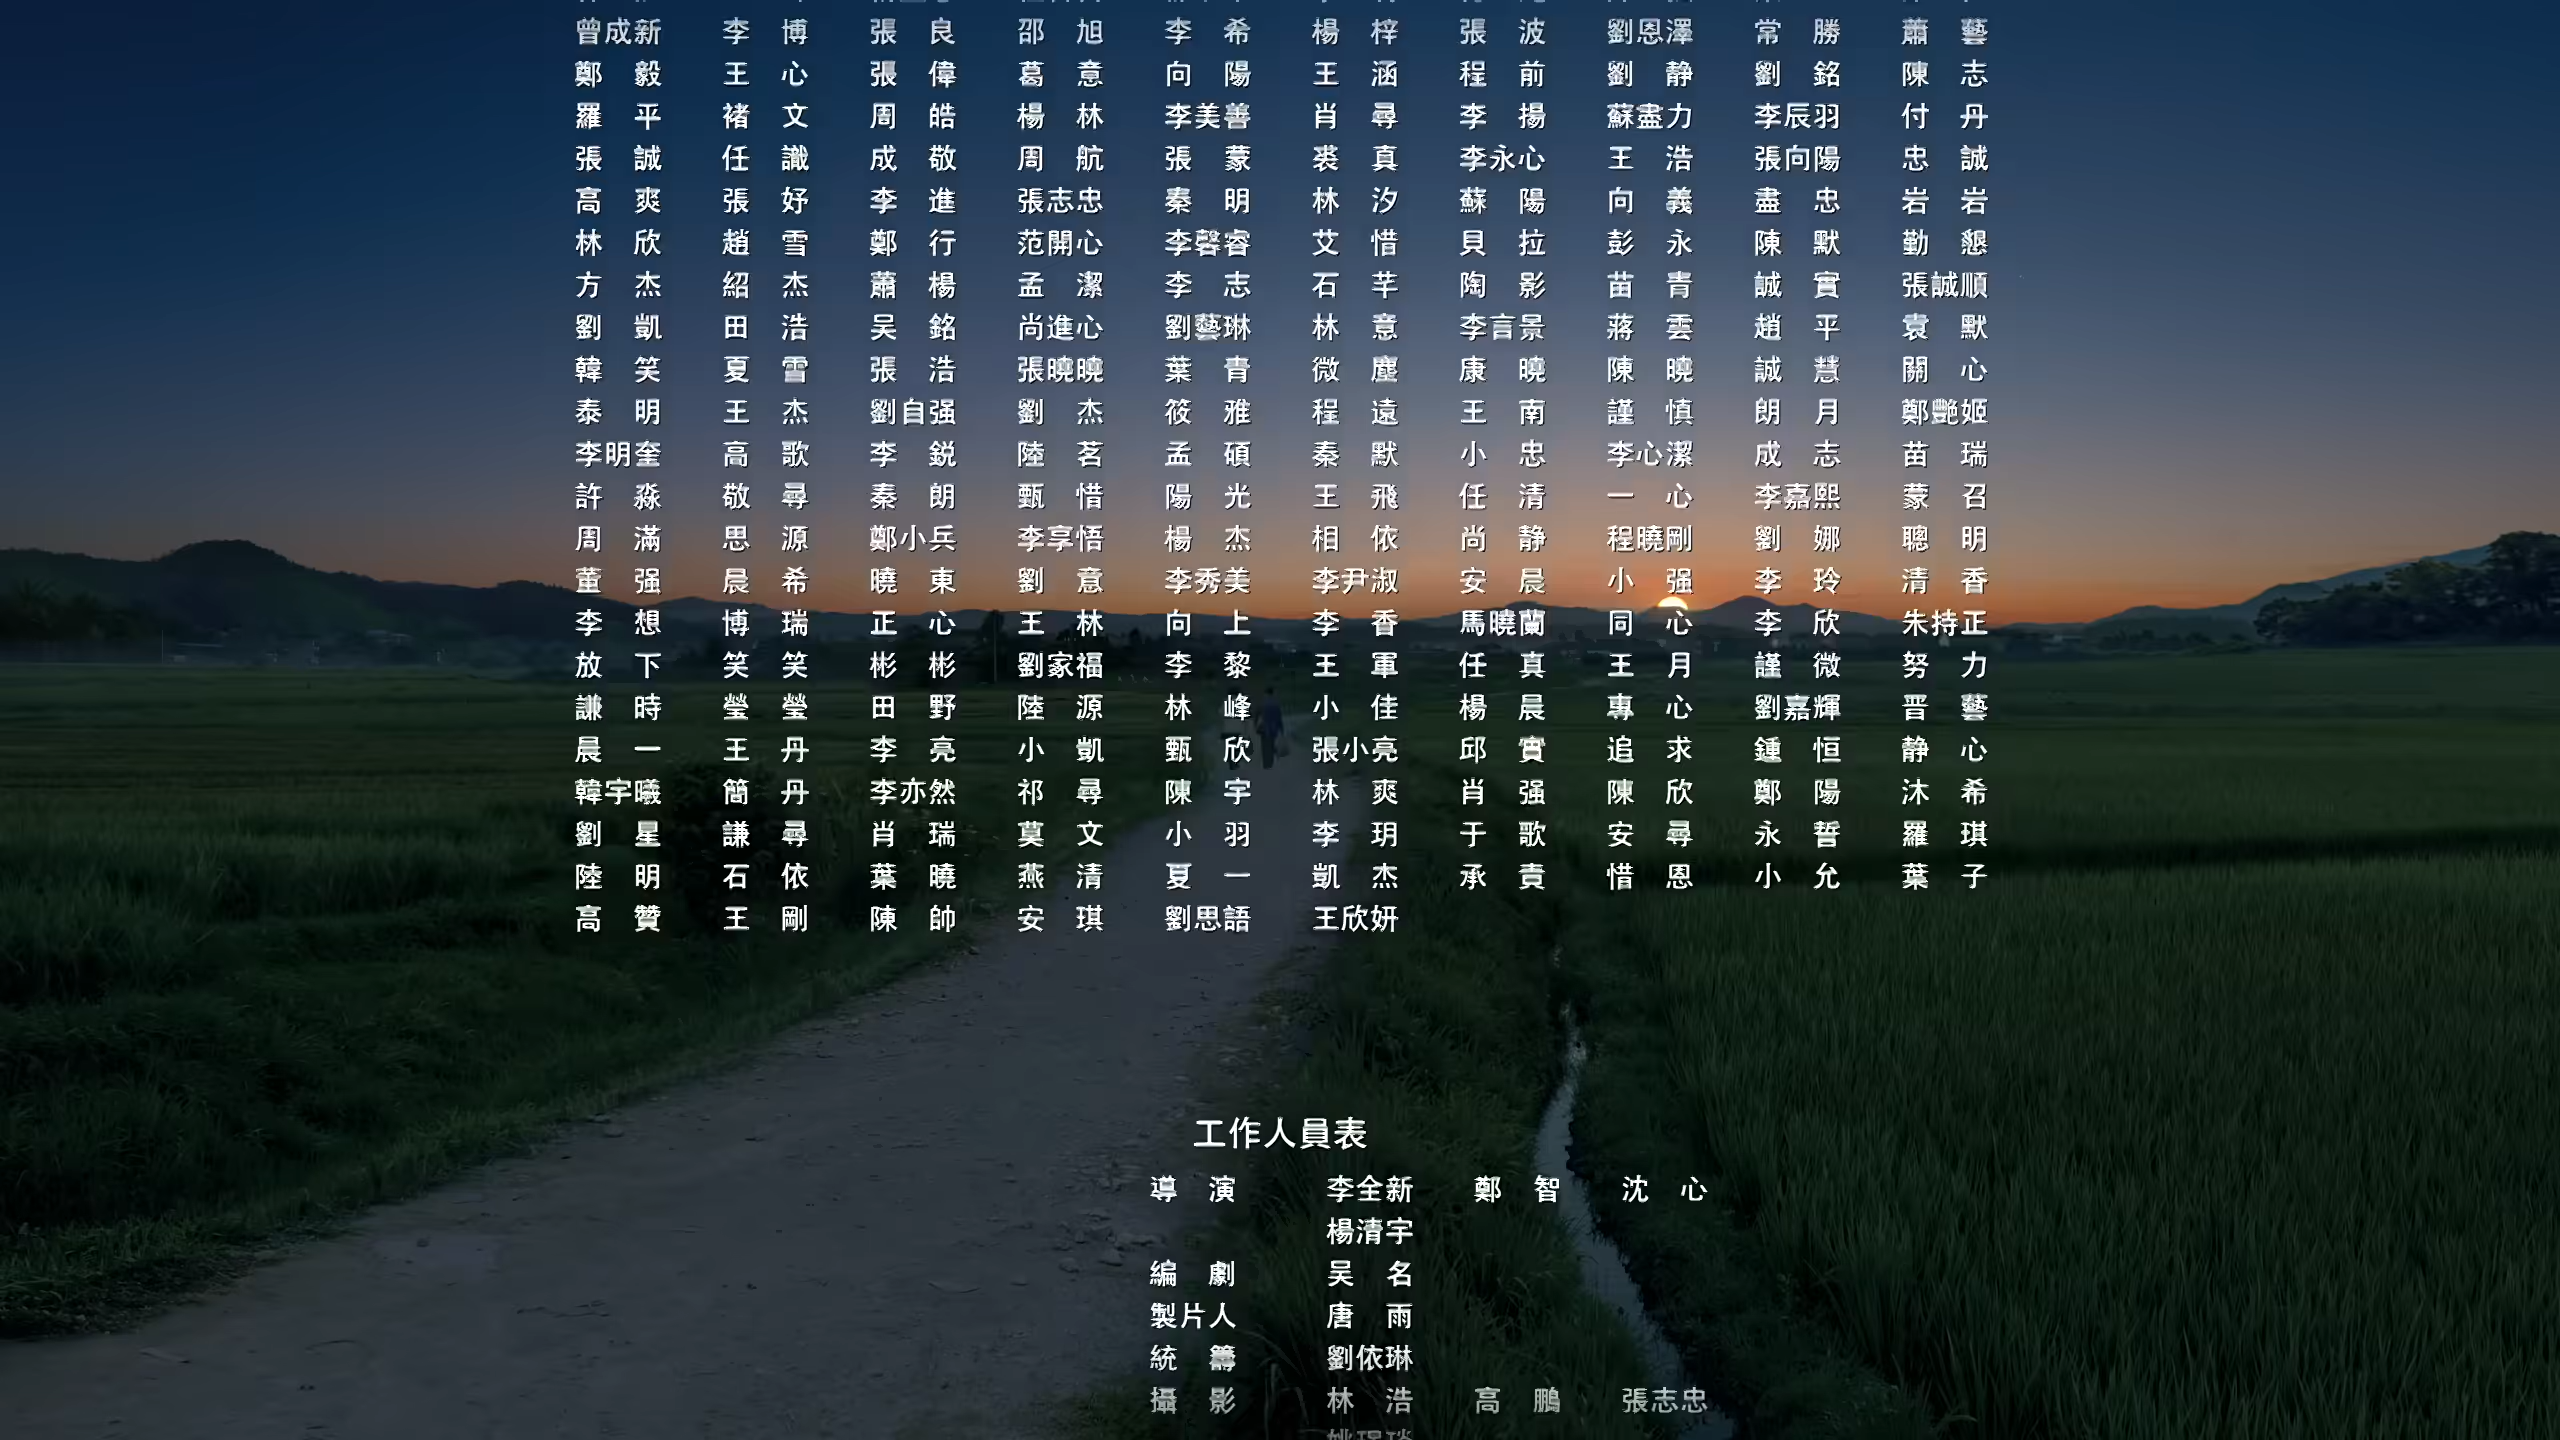 曾成新 李博 張良 邵旭 李希 楊梓 張波 劉恩澤 常勝 蕭藝
鄭毅 王心 張偉 葛意 向陽 王涵 程前 劉静 劉銘 陳志
羅平 褚文 周皓 楊林 李美善 肖尋 李揚 蘇盡力 李辰羽 付丹
張誠 任識 成敬 周航 張蒙 裘真 李永心 王浩 張向陽 忠誠
高爽 張妤 李進 張志忠 秦明 林汐 蘇陽 向義 盡忠 岩岩
林欣 趙雪 鄭行 范開心 李馨睿 艾惜 貝拉 彭永 陳默 勤懇
方杰 紹杰 蕭楊 孟潔 李志 石芊 陶影 苗青 誠實 張誠順
劉凱 田浩 吴銘 尚進心 劉藝琳 林意 李言景 蔣雲 趙平 袁默
韓笑 夏雪 張浩 張曉曉 葉青 微塵 康曉 陳曉 誠慧 關心
泰明 王杰 劉自强 劉杰 筱雅 程遠 王南 謹慎 朗月 鄭艷姬
李明奎 高歌 李鋭 陸茗 孟碩 秦默 小忠 李心潔 成志 苗瑞
許淼 敬尋 秦朗 甄惜 陽光 王飛 任清 一心 李嘉熙 蒙召
周滿 思源 鄭小兵 李享悟 楊杰 相依 尚静 程曉剛 劉娜 聰明
董强 晨希 曉東 劉意 李秀美 李尹淑 安晨 小强 李玲 清香
李想 博瑞 正心 王林 向上 李香 馬曉蘭 同心 李欣 朱持正
放下 笑笑 彬彬 劉家福 李黎 王軍 任真 王月 謹微 努力
謙時 瑩瑩 田野 陸源 林峰 小佳 楊晨 專心 劉嘉輝 晋藝
晨一 王丹 李亮 小凱 甄欣 張小亮 邱實 追求 鍾恒 静心
韓宇曦 簡丹 李亦然 祁尋 陳宇 林爽 肖强 陳欣 鄭陽 沐希
劉星 謙尋 肖瑞 莫文 小羽 李玥 于歌 安尋 永哲 羅琪
陸明 石依 葉曉 燕清 夏一 凱杰 承責 惜恩 小允 葉子
高贊 王剛 陳帥 安琪 劉思語 王欣妍
工作人員表
導演 李全新 鄭智 沈心
楊清宇
編劇 吴名
製片人 唐雨
統籌 劉依琳
攝影 林浩 高鵬 張志忠